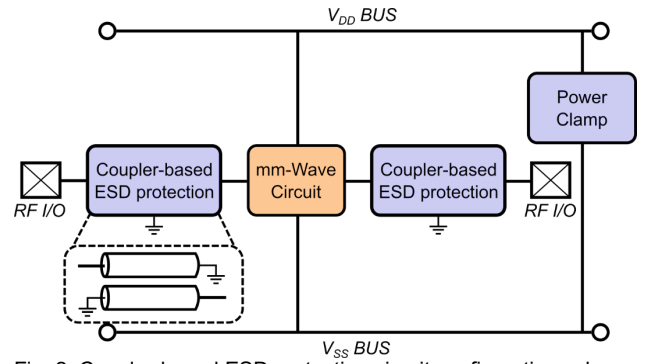 V_DD BUS
Power
Clamp
Coupler-based
ESD protection
mm-Wave
Circuit
Coupler-based
ESD protection
RF I/O
RF I/O
V_SS BUS